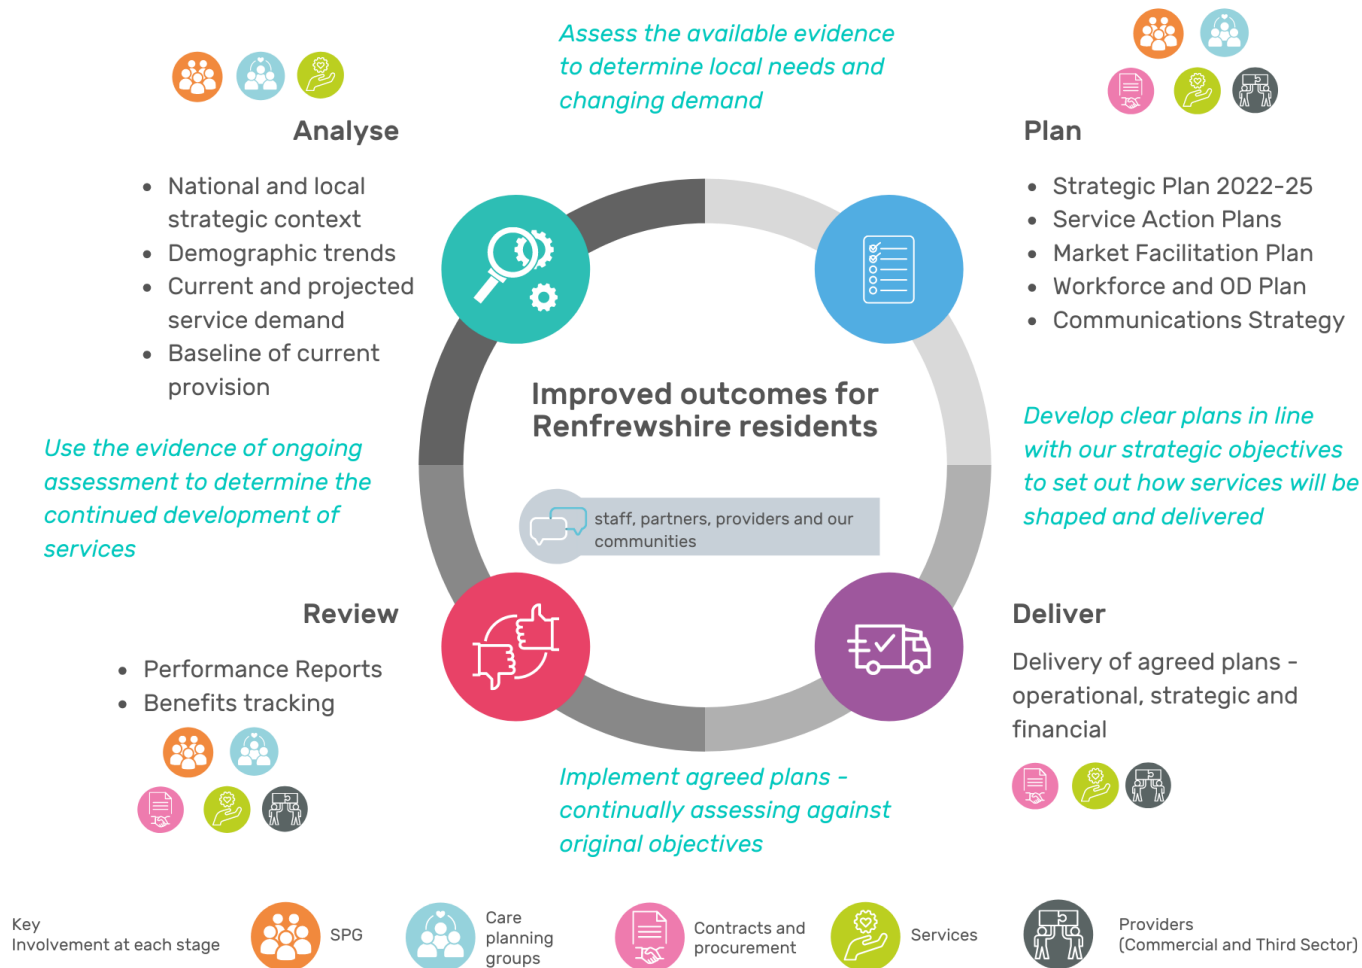 Assess the available evidence
to determine local needs and
changing demand
Analyse
• National and local
strategic context
• Demographic trends
• Current and projected
service demand
• Baseline of current
provision
Plan
• Strategic Plan 2022-25
• Service Action Plans
• Market Facilitation Plan
• Workforce and OD Plan
• Communications Strategy
Improved outcomes for
Renfrewshire residents
staff, partners, providers and our
communities
Use the evidence of ongoing
assessment to determine the
continued development of
services
Develop clear plans in line
with our strategic objectives
to set out how services will be
shaped and delivered
Review
• Performance Reports
• Benefits tracking
Deliver
Delivery of agreed plans -
operational, strategic and
financial
Implement agreed plans -
continually assessing against
original objectives
Key
Involvement at each stage
SPG
Care
planning
groups
Contracts and
procurement
Services
Providers
(Commercial and Third Sector)